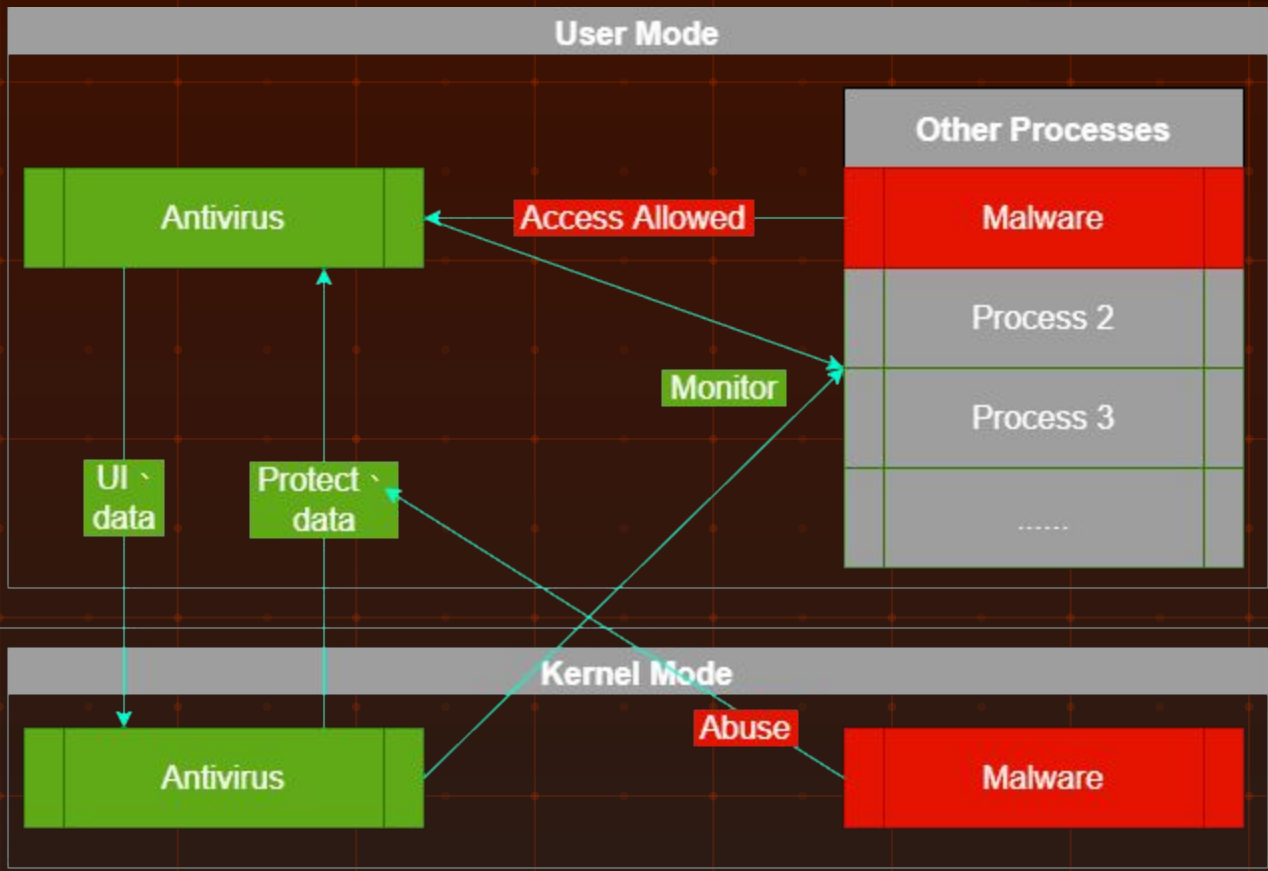 User Mode
Other Processes
Antivirus
Access Allowed
Malware
Process 2
Monitor
Process 3
UI、
data
Protect、
data
......
Kernel Mode
Abuse
Antivirus
Malware